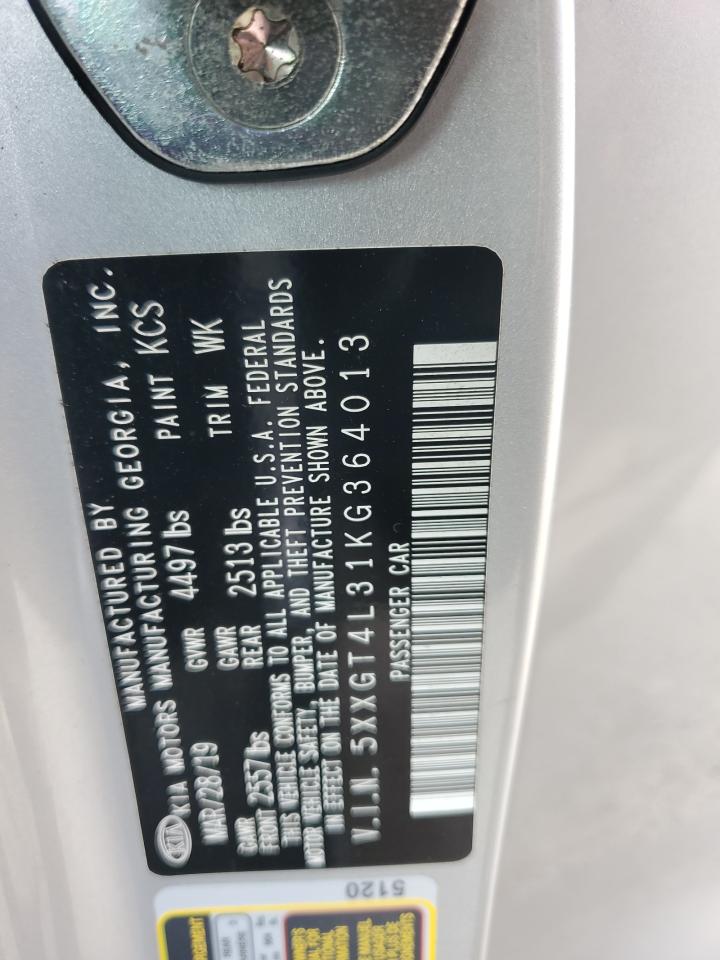 MANUFACTURED BY
KIA KIA MOTORS MANUFACTURING GEORGIA, INC.
MAR/28/19 GVWR 4497 lbs PAINT KCS
GAWR FRONT 2557 lbs GAWR REAR 2513 lbs TRIM WK
THIS VEHICLE CONFORMS TO ALL APPLICABLE U.S.A. FEDERAL
MOTOR VEHICLE SAFETY, BUMPER, AND THEFT PREVENTION STANDARDS
IN EFFECT ON THE DATE OF MANUFACTURE SHOWN ABOVE.
V.I.N. 5XXGT4L31KG364013
PASSENGER CAR
5120